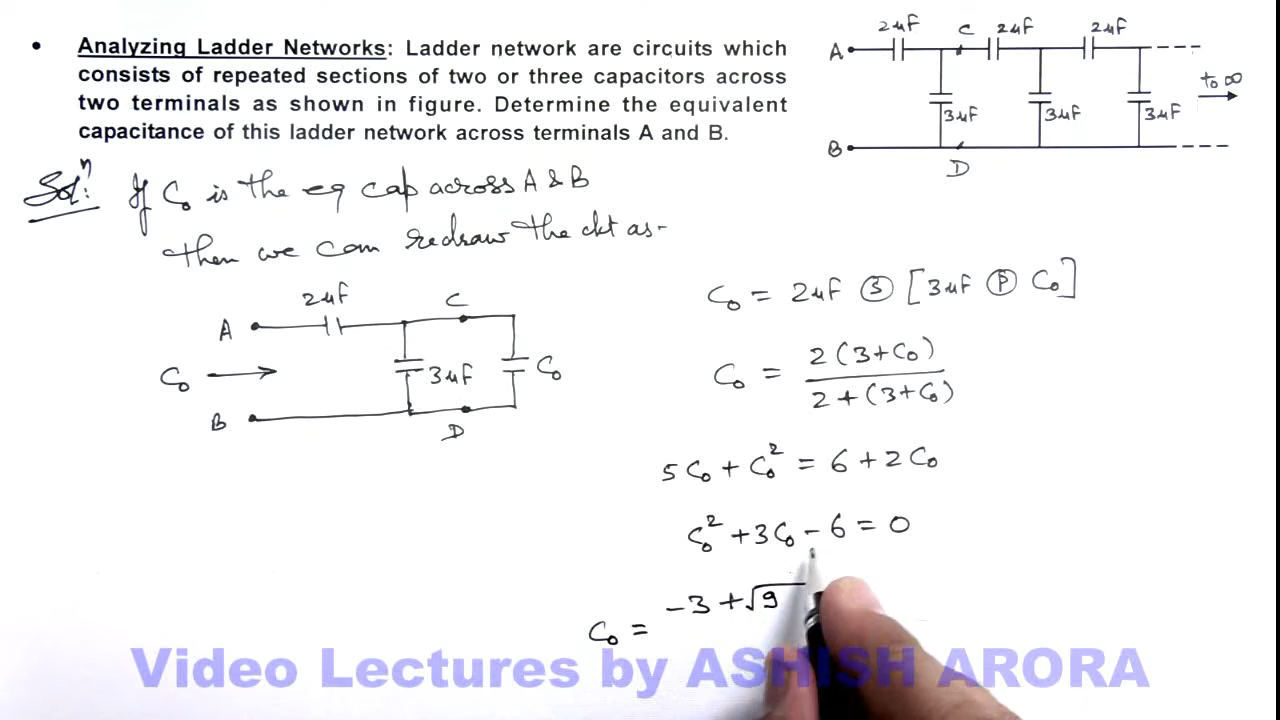 • Analyzing Ladder Networks: Ladder network are circuits which
consists of repeated sections of two or three capacitors across
two terminals as shown in figure. Determine the equivalent
capacitance of this ladder network across terminals A and B.
2μF C 2μF 2μF
A
3μF 3μF 3μF to ∞
B
D
Solⁿ: If C₀ is the eq cap across A & B
then we can redraw the ckt as-
2μF C
A
C₀ 3μF C₀
B
D
C₀ = 2μF Ⓢ [3μF Ⓟ C₀]
C₀ = 2(3+C₀) / 2+(3+C₀)
5C₀ + C₀² = 6 + 2C₀
C₀² + 3C₀ - 6 = 0
C₀ = -3 + √9
Video Lectures by ASHISH ARORA